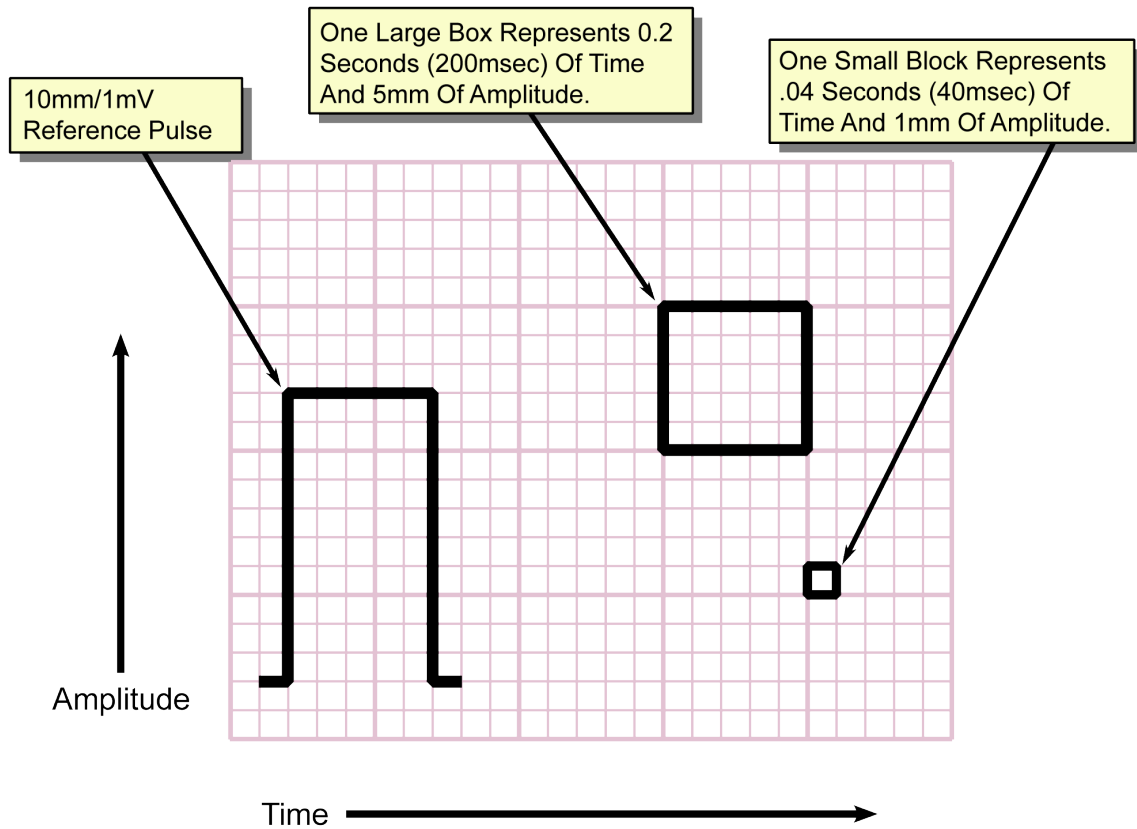 One Large Box Represents 0.2
Seconds (200msec) Of Time
And 5mm Of Amplitude.
One Small Block Represents
.04 Seconds (40msec) Of
Time And 1mm Of Amplitude.
10mm/1mV
Reference Pulse
Amplitude
Time